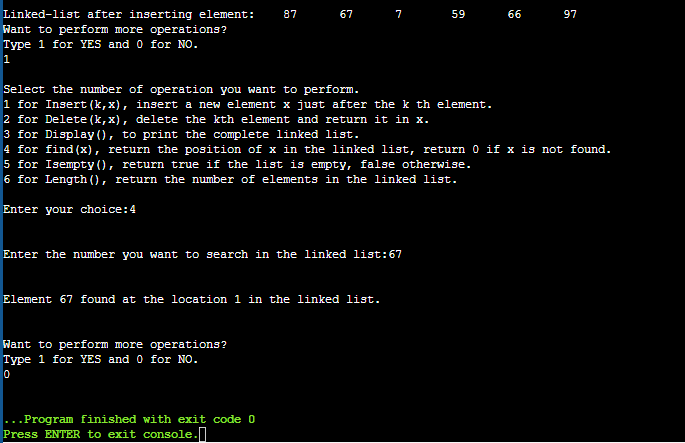 Linked-list after inserting element:    87      67      7       59      66      97
Want to perform more operations?
Type 1 for YES and 0 for NO.
1
Select the number of operation you want to perform.
1 for Insert(k,x), insert a new element x just after the k th element.
2 for Delete(k,x), delete the kth element and return it in x.
3 for Display(), to print the complete linked list.
4 for find(x), return the position of x in the linked list, return 0 if x is not found.
5 for Isempty(), return true if the list is empty, false otherwise.
6 for Length(), return the number of elements in the linked list.
Enter your choice:4
Enter the number you want to search in the linked list:67
Element 67 found at the location 1 in the linked list.
Want to perform more operations?
Type 1 for YES and 0 for NO.
0
...Program finished with exit code 0
Press ENTER to exit console.